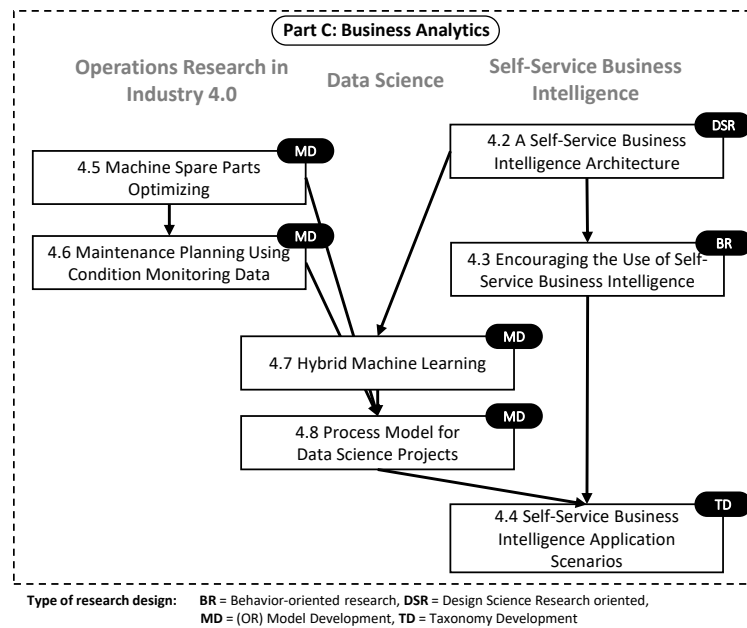 Part C: Business Analytics
Operations Research in
Industry 4.0
Data Science
Self-Service Business
Intelligence
DSR
4.2 A Self-Service Business
Intelligence Architecture
MD
4.5 Machine Spare Parts
Optimizing
MD
4.6 Maintenance Planning Using
Condition Monitoring Data
BR
4.3 Encouraging the Use of Self-
Service Business Intelligence
MD
4.7 Hybrid Machine Learning
MD
4.8 Process Model for
Data Science Projects
TD
4.4 Self-Service Business
Intelligence Application
Scenarios
Type of research design: BR = Behavior-oriented research, DSR = Design Science Research oriented,
MD = (OR) Model Development, TD = Taxonomy Development